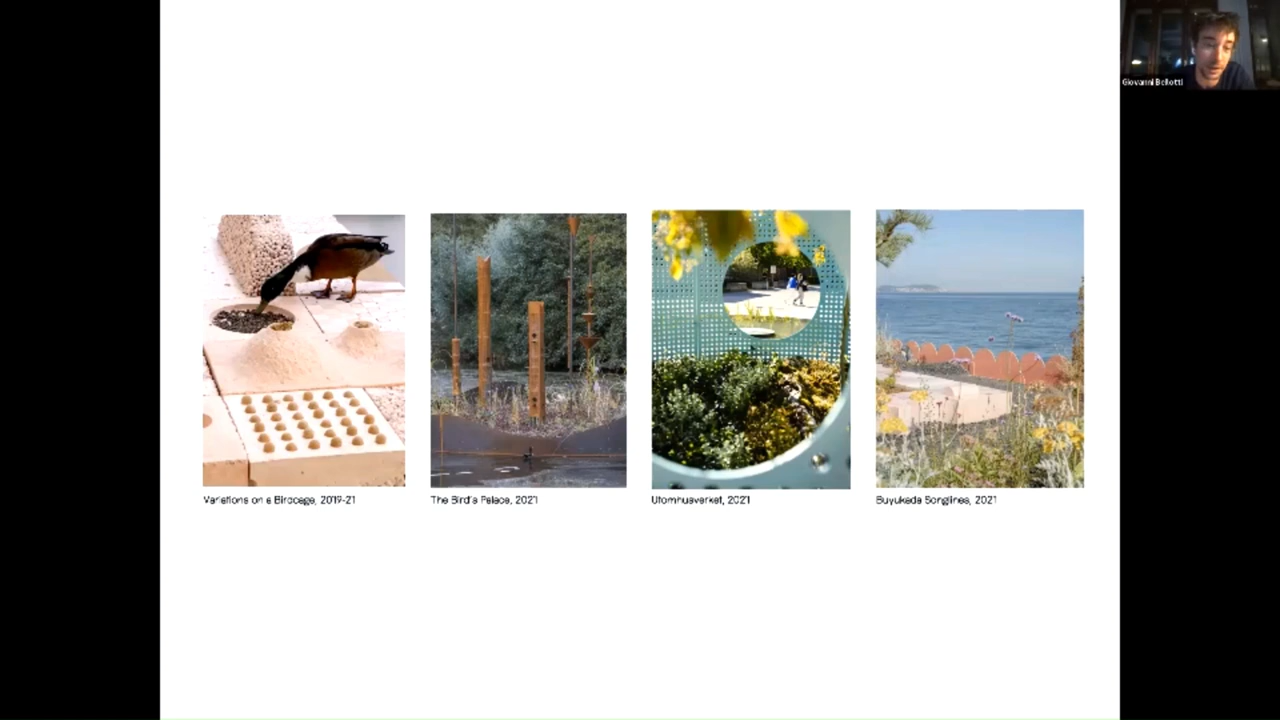 Giovanni Bellotti
Variations on a Birdcage, 2019-21
The Bird's Palace, 2021
Utomhusverket, 2021
Buyukada Songlines, 2021